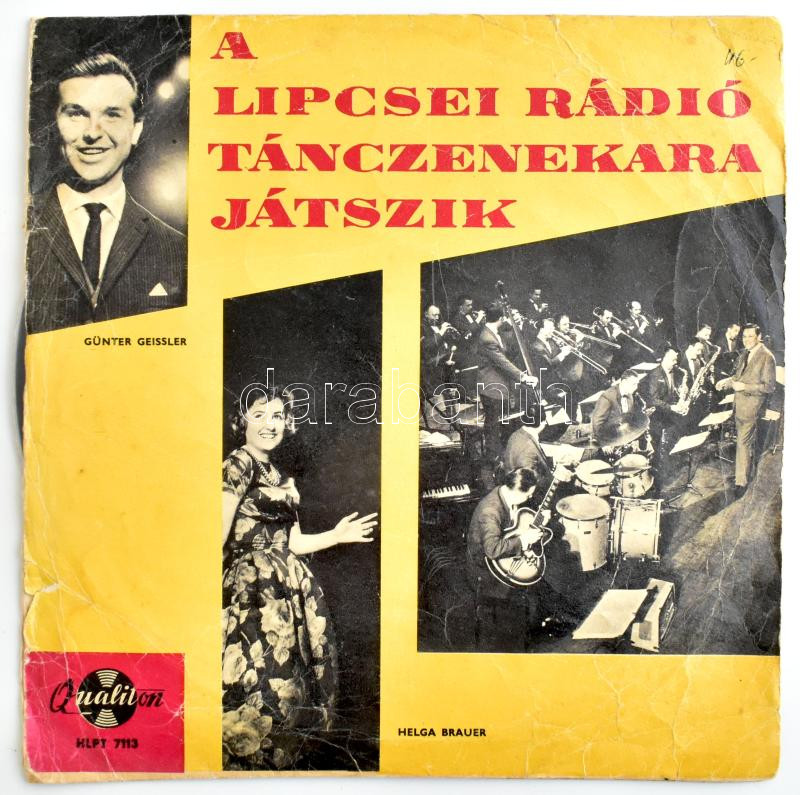 A
LIPCSEI RÁDIÓ
TÁNCZENEKARA
JÁTSZIK
GÜNTER GEISSLER
darabanth
HELGA BRAUER
Qualiton
HLPT 7113